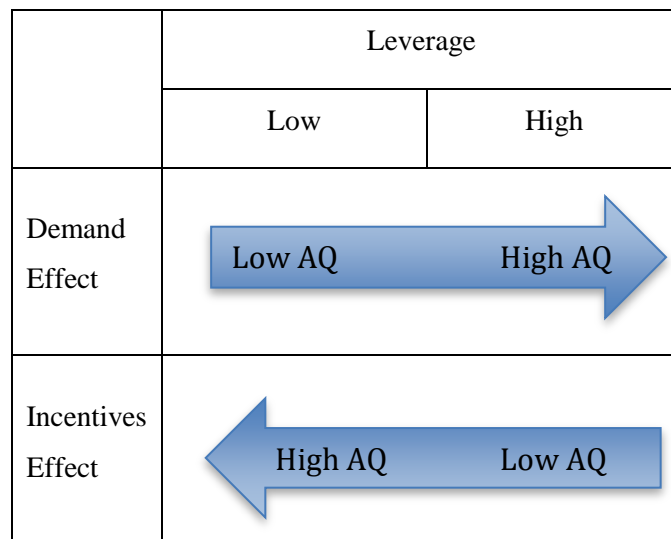 Leverage
Low High
Demand
Effect
Low AQ High AQ
Incentives
Effect
High AQ Low AQ